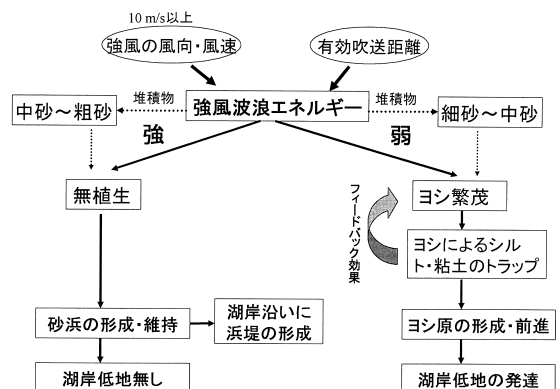 10 m/s以上
強風の風向・風速
有効吹送距離
中砂～粗砂
堆積物
強風波浪エネルギー
堆積物
細砂～中砂
強
弱
無植生
ヨシ繁茂
フィードバック効果
ヨシによるシル
ト・粘土のトラップ
砂浜の形成・維持
湖岸沿いに
浜堤の形成
ヨシ原の形成・前進
湖岸低地無し
湖岸低地の発達